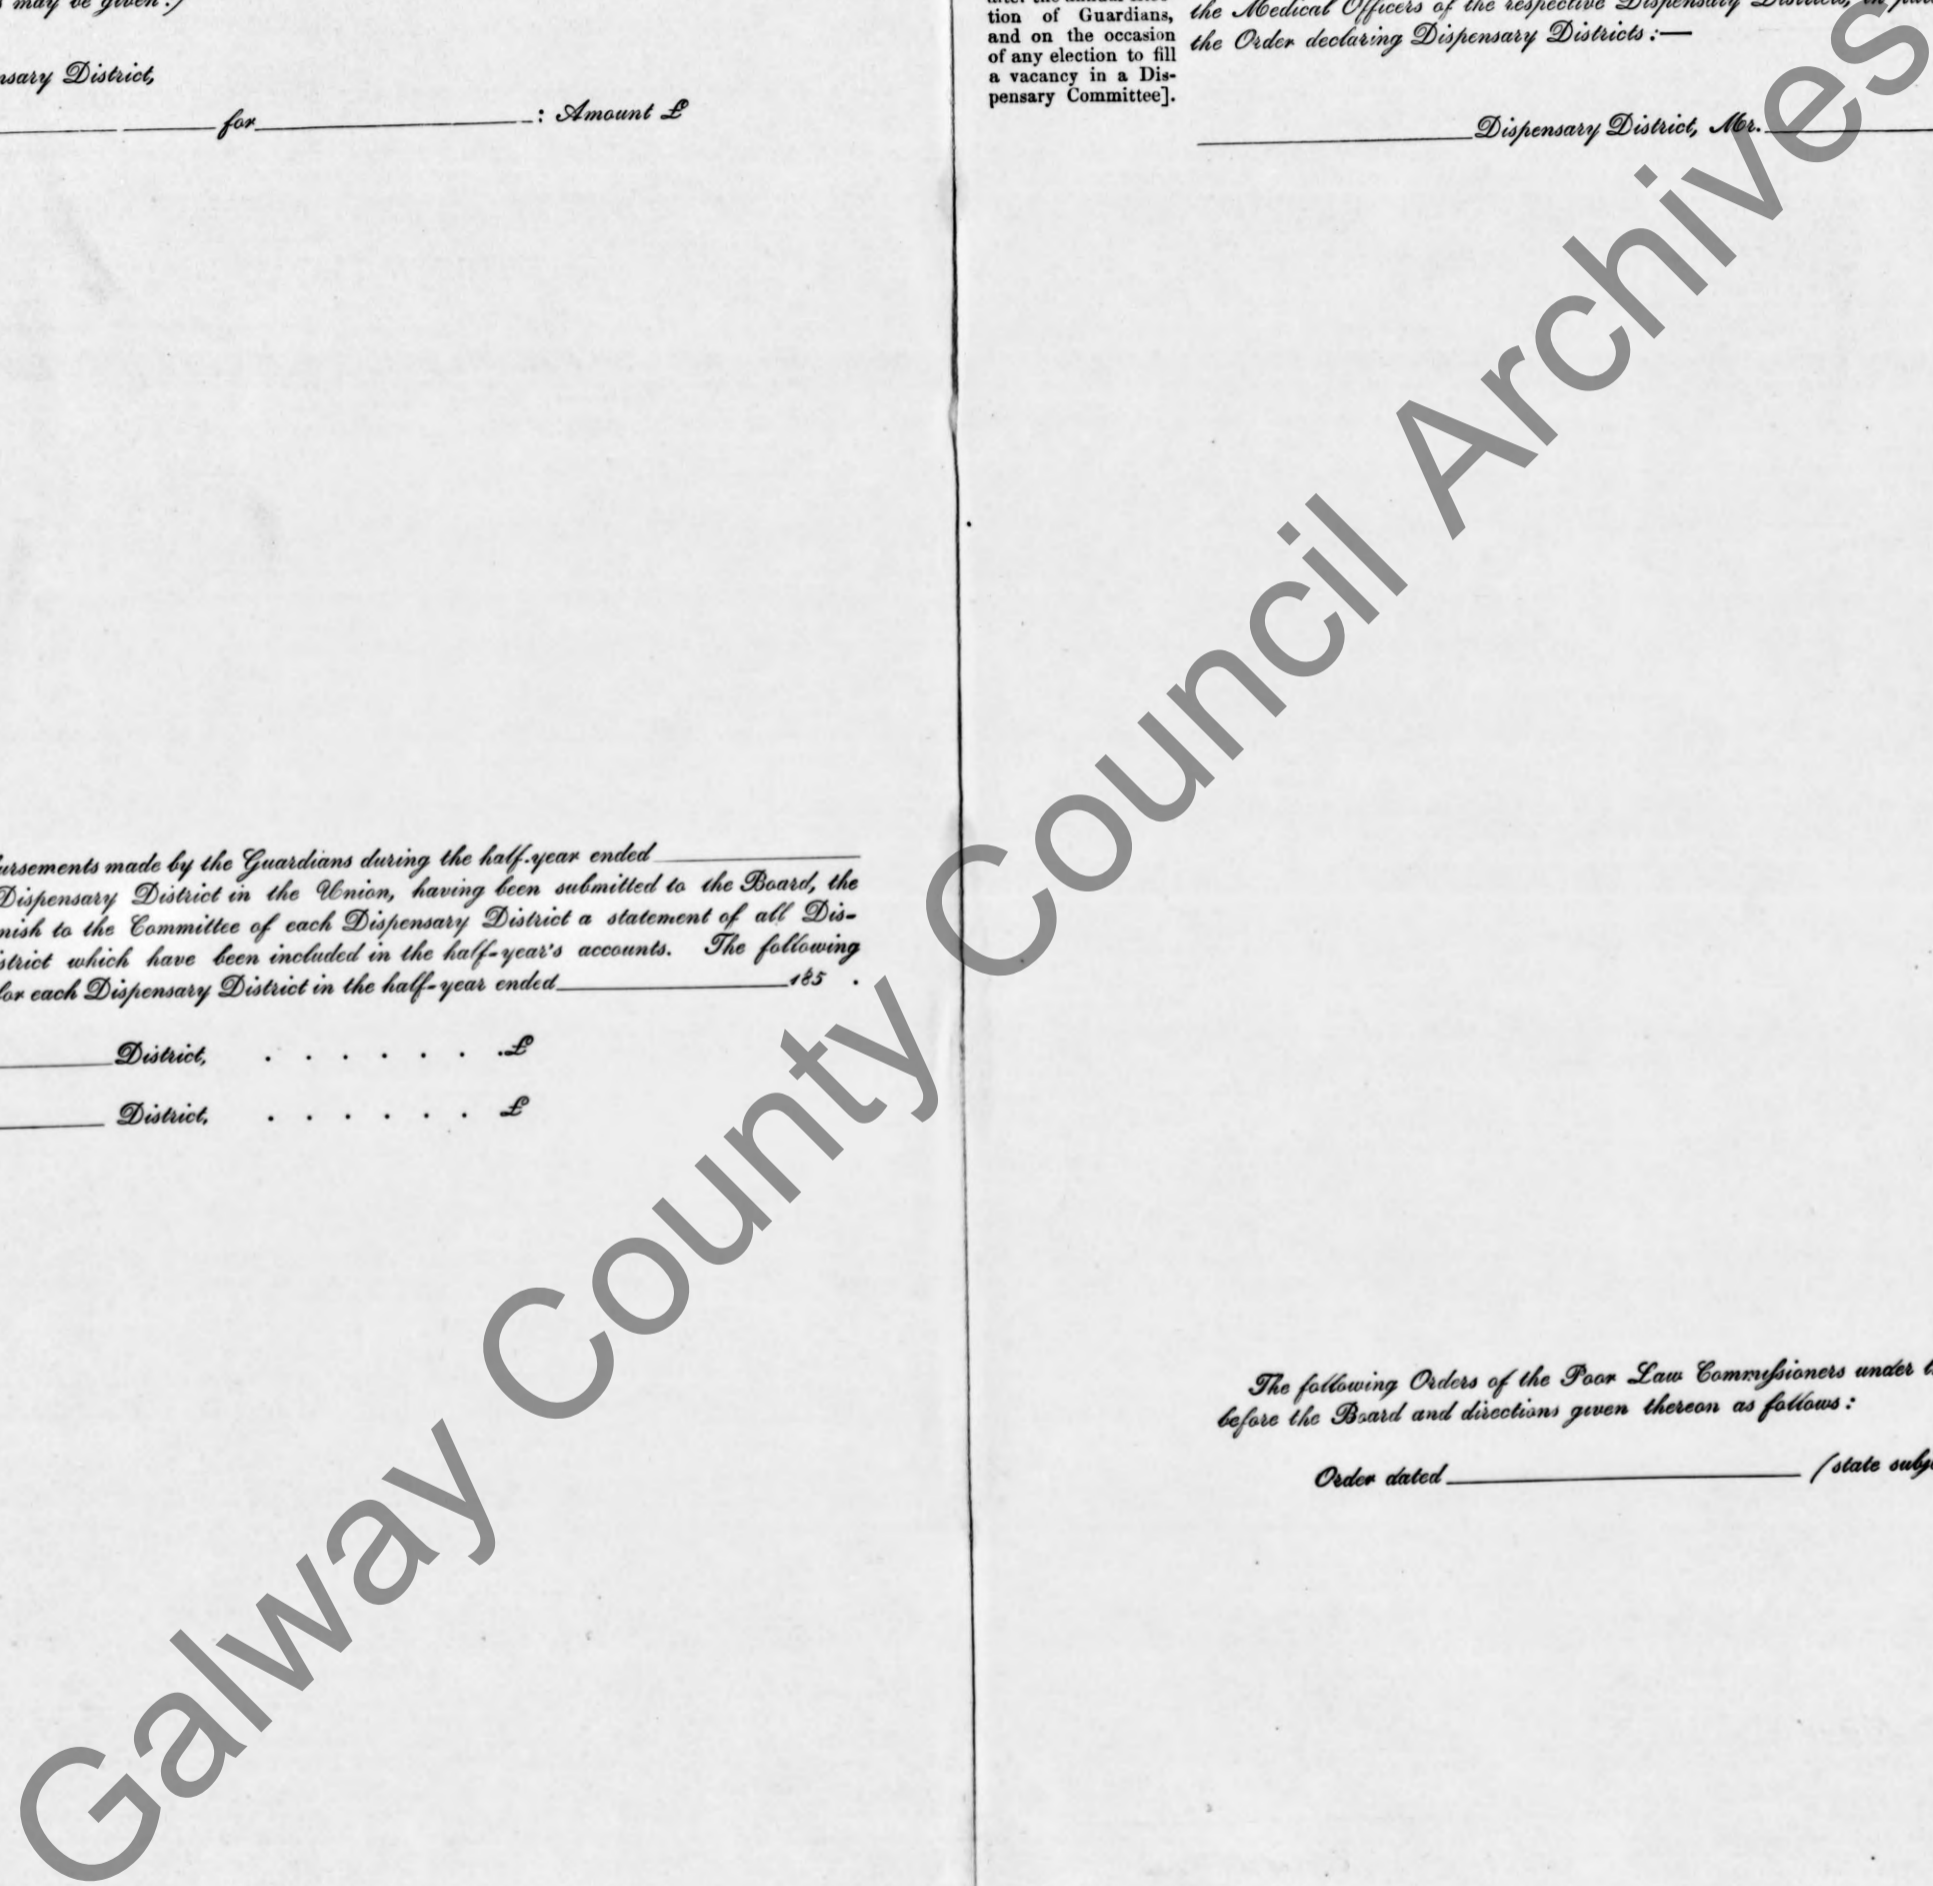 may be given.)
District,
for : Amount £
ursements made by the Guardians during the half-year ended
Dispensary District in the Union, having been submitted to the Board, the
nish to the Committee of each Dispensary District a statement of all Dis-
strict which have been included in the half-year's accounts. The following
for each Dispensary District in the half-year ended 185 .
District, . . . . . . . £
District, . . . . . . £
tion of Guardians,
and on the occasion
of any election to fill
a vacancy in a Dis-
pensary Committee].
the Medical Officers of the respective Dispensary Districts, in
the Order declaring Dispensary Districts :—
Dispensary District, Mr.
The following Orders of the Poor Law Commissioners under
before the Board and directions given thereon as follows :
Order dated (state
Galway County Council Archives